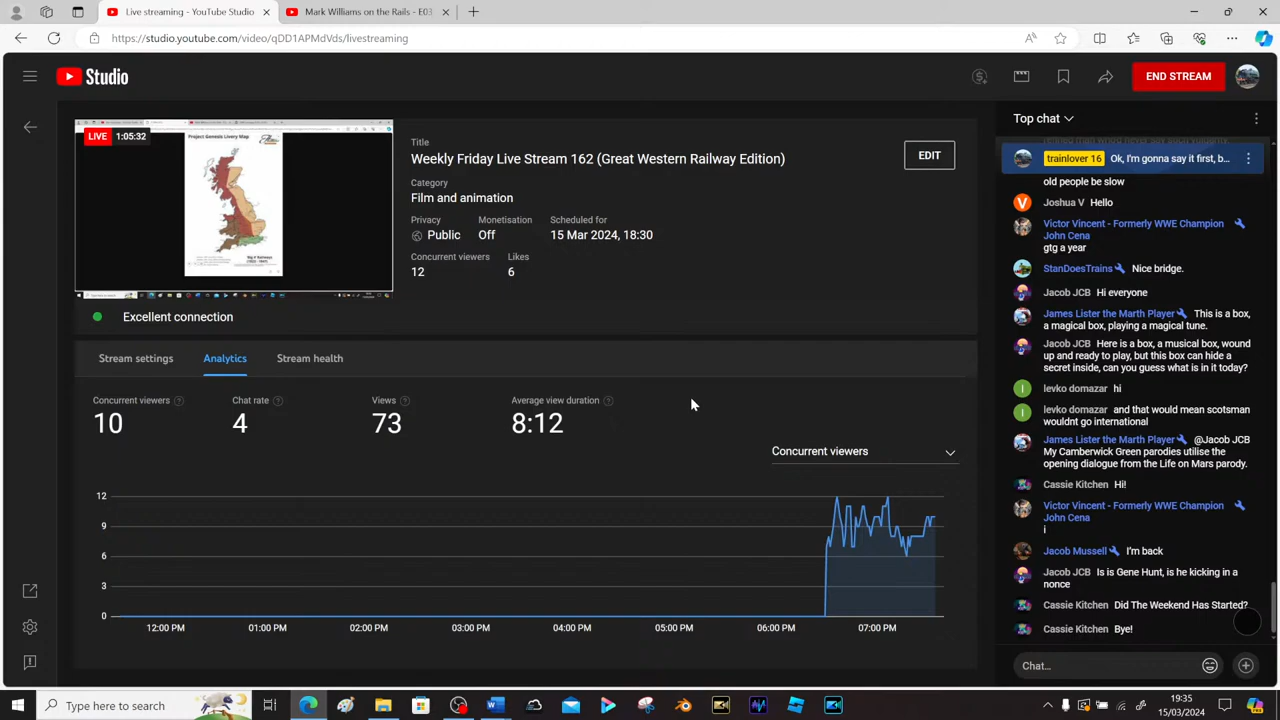 Live streaming - YouTube Studio
Mark Williams on the Rails - E03
https://studio.youtube.com/video/qDD1APMdVds/livestreaming
Studio
END STREAM
LIVE 1:05:32
Project Genesis Livery Map
Big 4 Railways
Title
Weekly Friday Live Stream 162 (Great Western Railway Edition)
EDIT
Category
Film and animation
Privacy Monetisation Scheduled for
Public Off 15 Mar 2024, 18:30
Concurrent v Likes
12 6
Excellent connection
Stream settings Analytics Stream health
Concurrent viewers Chat rate Views Average view duration
10 4 73 8:12
Concurrent viewers
12
9
6
3
0
12:00 PM 01:00 PM 02:00 PM 03:00 PM 04:00 PM 05:00 PM 06:00 PM 07:00 PM
Top chat
trainlover 16 Ok, I'm gonna say it first, b...
old people be slow
Joshua V Hello
Victor Vincent - Formerly WWE Champion
John Cena
gtg a year
StanDoesTrains Nice bridge.
Jacob JCB Hi everyone
James Lister the Marth Player This is a box,
a magical box, playing a magical tune.
Jacob JCB Here is a box, a musical box, wound
up and ready to play, but this box can hide a
secret inside, can you guess what is in it today?
levko domazar hi
levko domazar and that would mean scotsman
wouldnt go international
James Lister the Marth Player @Jacob JCB
My Camberwick Green parodies utilise the
opening dialogue from the Life on Mars parody.
Cassie Kitchen Hi!
Victor Vincent - Formerly WWE Champion
John Cena
i
Jacob Mussell I'm back
Jacob JCB Is is Gene Hunt, is he kicking in a
nonce
Cassie Kitchen Did The Weekend Has Started?
Cassie Kitchen Bye!
Chat...
Type here to search
19:35
15/03/2024